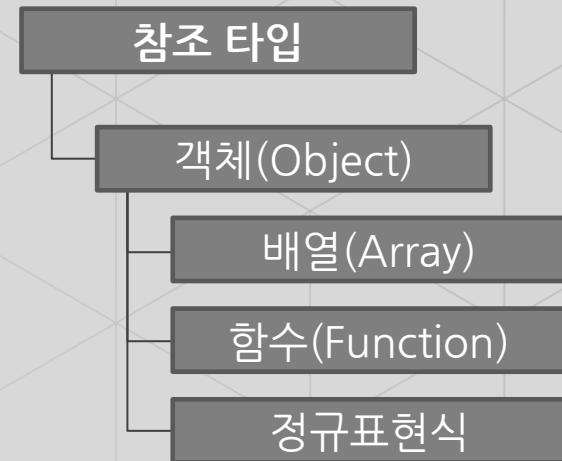 참조 타입
객체(Object)
배열(Array)
함수(Function)
정규표현식